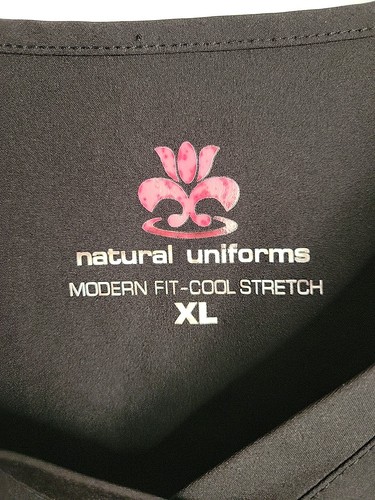 natural uniforms
MODERN FIT-COOL STRETCH
XL